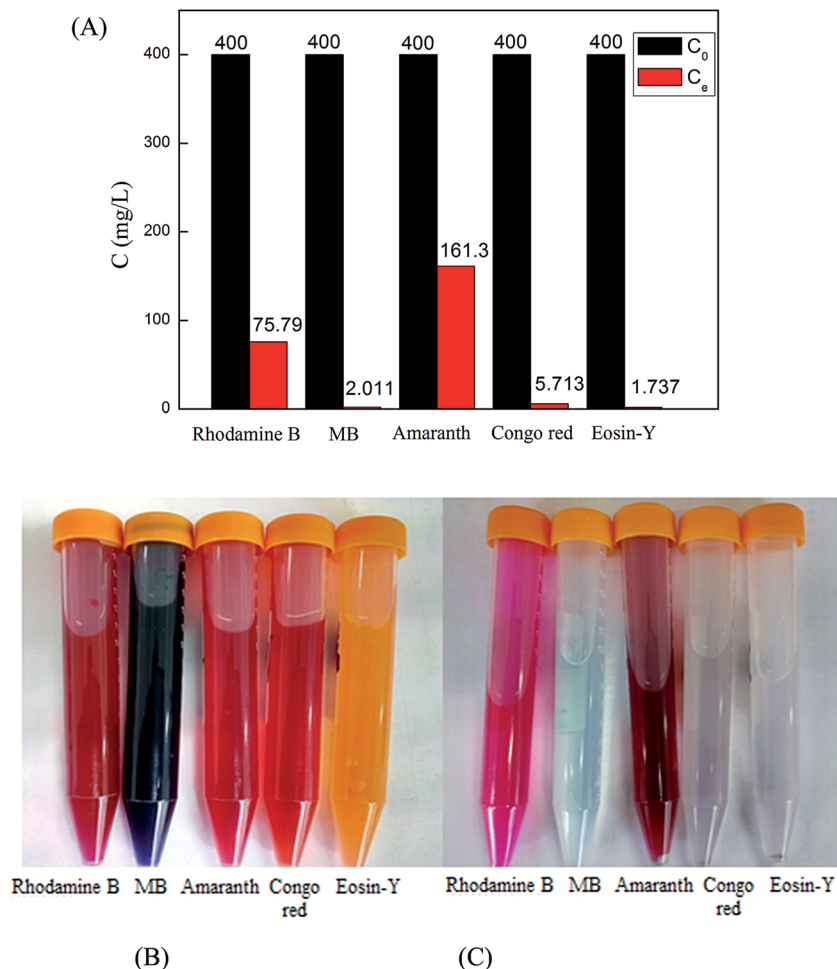 (A)
400 400 400 400 400
C0
Ce
400
300
200
100
0
C (mg/L)
75.79
2.011
161.3
5.713
1.737
Rhodamine B MB Amaranth Congo red Eosin-Y
Rhodamine B MB Amaranth Congo Eosin-Y
red
Rhodamine B MB Amaranth Congo Eosin-Y
red
(B) (C)